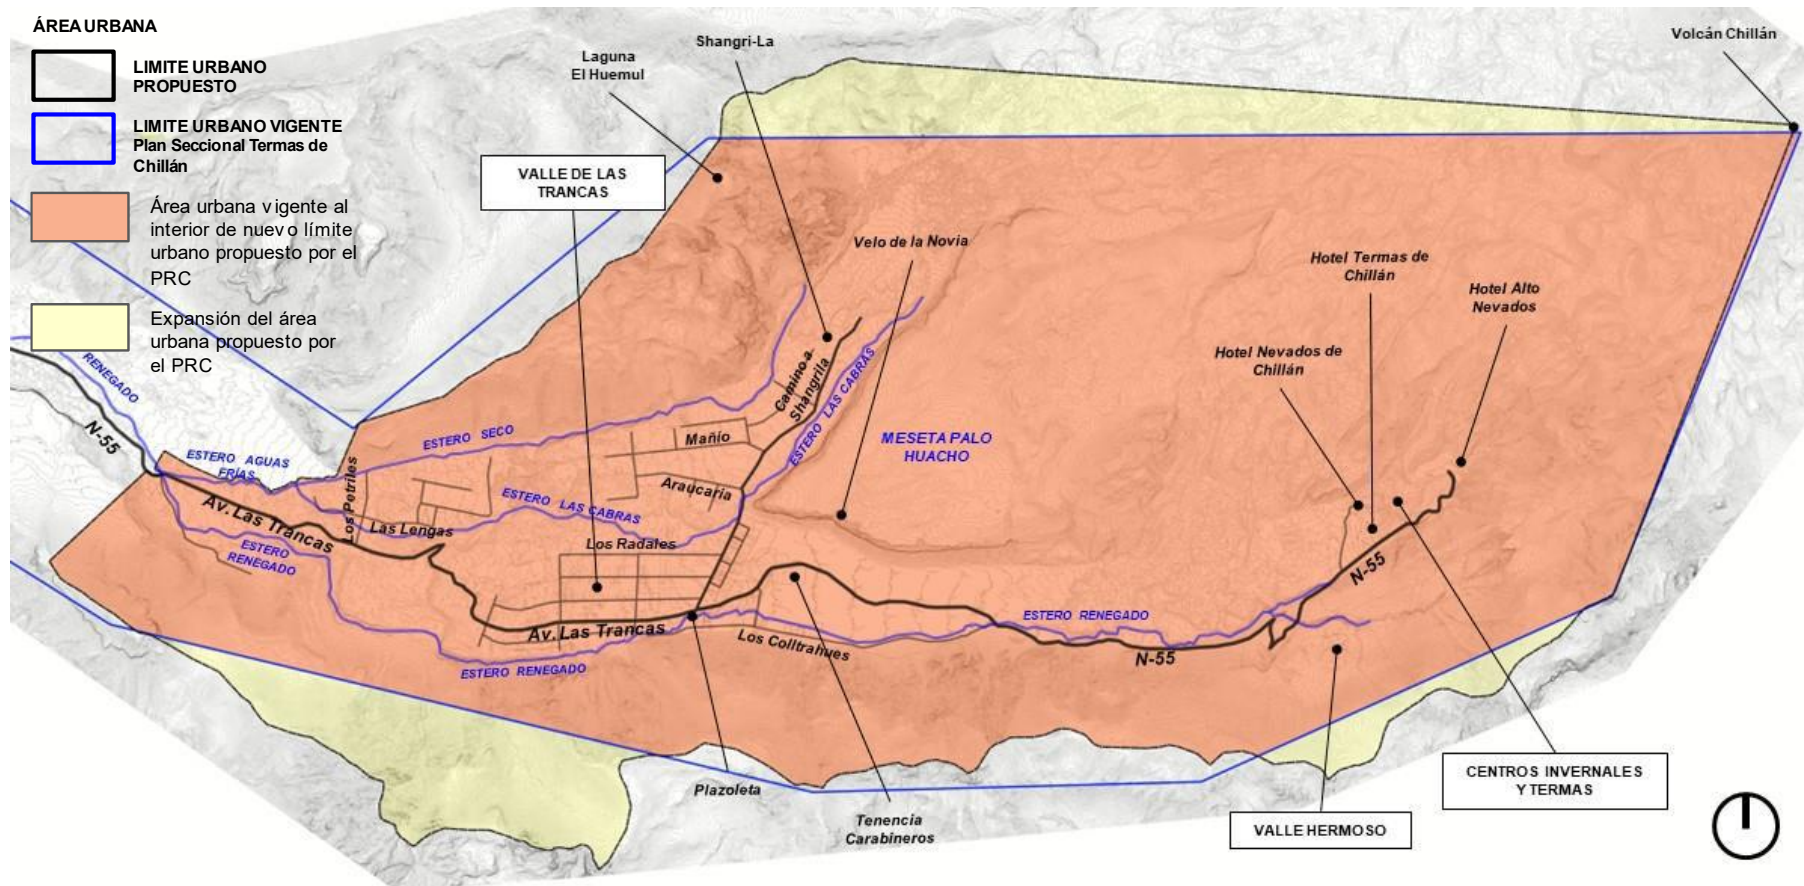 ÁREA URBANA
LIMITE URBANO
PROPUESTO
LIMITE URBANO VIGENTE
Plan Seccional Termas de
Chillán
Área urbana vigente al
interior de nuevo límite
urbano propuesto por el
PRC
Expansión del área
urbana propuesto por
el PRC
Laguna
El Huemul
Shangri-La
Volcán Chillán
VALLE DE LAS
TRANCAS
Velo de la Novia
Hotel Termas de
Chillán
Hotel Alto
Nevados
Hotel Nevados de
Chillán
RENEGADO
N-55
ESTERO AGUAS
FRÍAS
ESTERO SECO
Camino a
Shangrila
ESTERO LAS CABRAS
Mañío
MESETA PALO
HUACHO
Araucaria
Los Petriles
Las Lengas
ESTERO LAS CABRAS
Los Radales
Av. Las Trancas
ESTERO
RENEGADO
N-55
ESTERO RENEGADO
Av. Las Trancas
Los Colltrahues
N-55
ESTERO RENEGADO
Plazoleta
Tenencia
Carabineros
CENTROS INVERNALES
Y TERMAS
VALLE HERMOSO